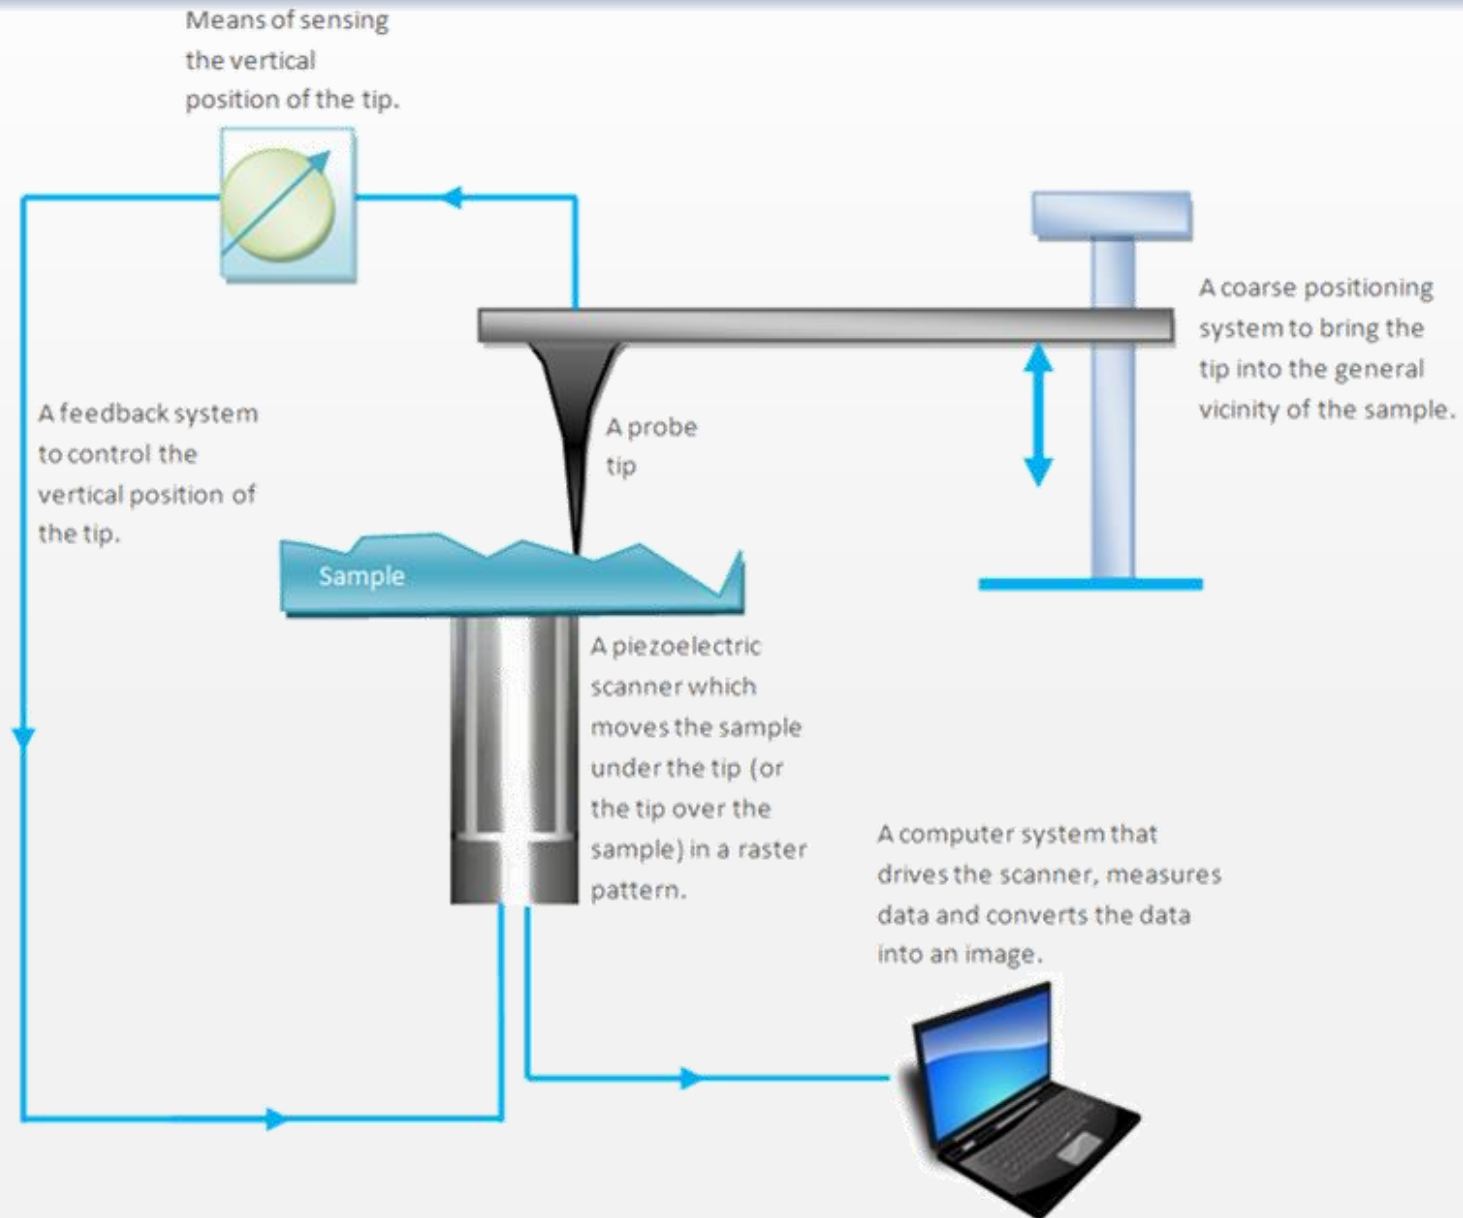 Means of sensing
the vertical
position of the tip.
A coarse positioning
system to bring the
tip into the general
vicinity of the sample.
A feedback system
to control the
vertical position of
the tip.
A probe
tip
Sample
A piezoelectric
scanner which
moves the sample
under the tip (or
the tip over the
sample) in a raster
pattern.
A computer system that
drives the scanner, measures
data and converts the data
into an image.